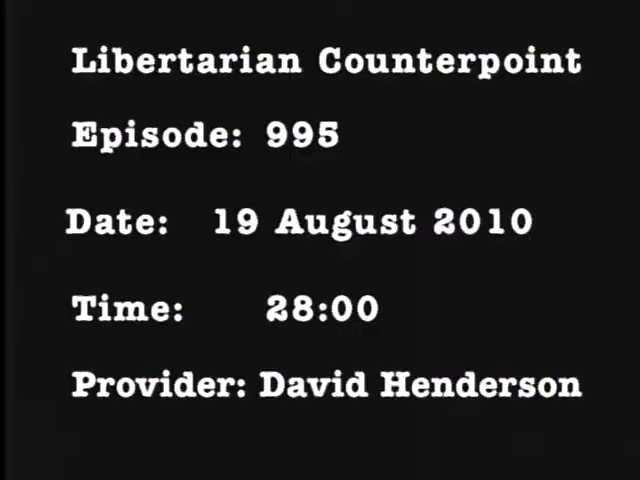 Libertarian Counterpoint
Episode: 995
Date: 19 August 2010
Time: 28:00
Provider: David Henderson